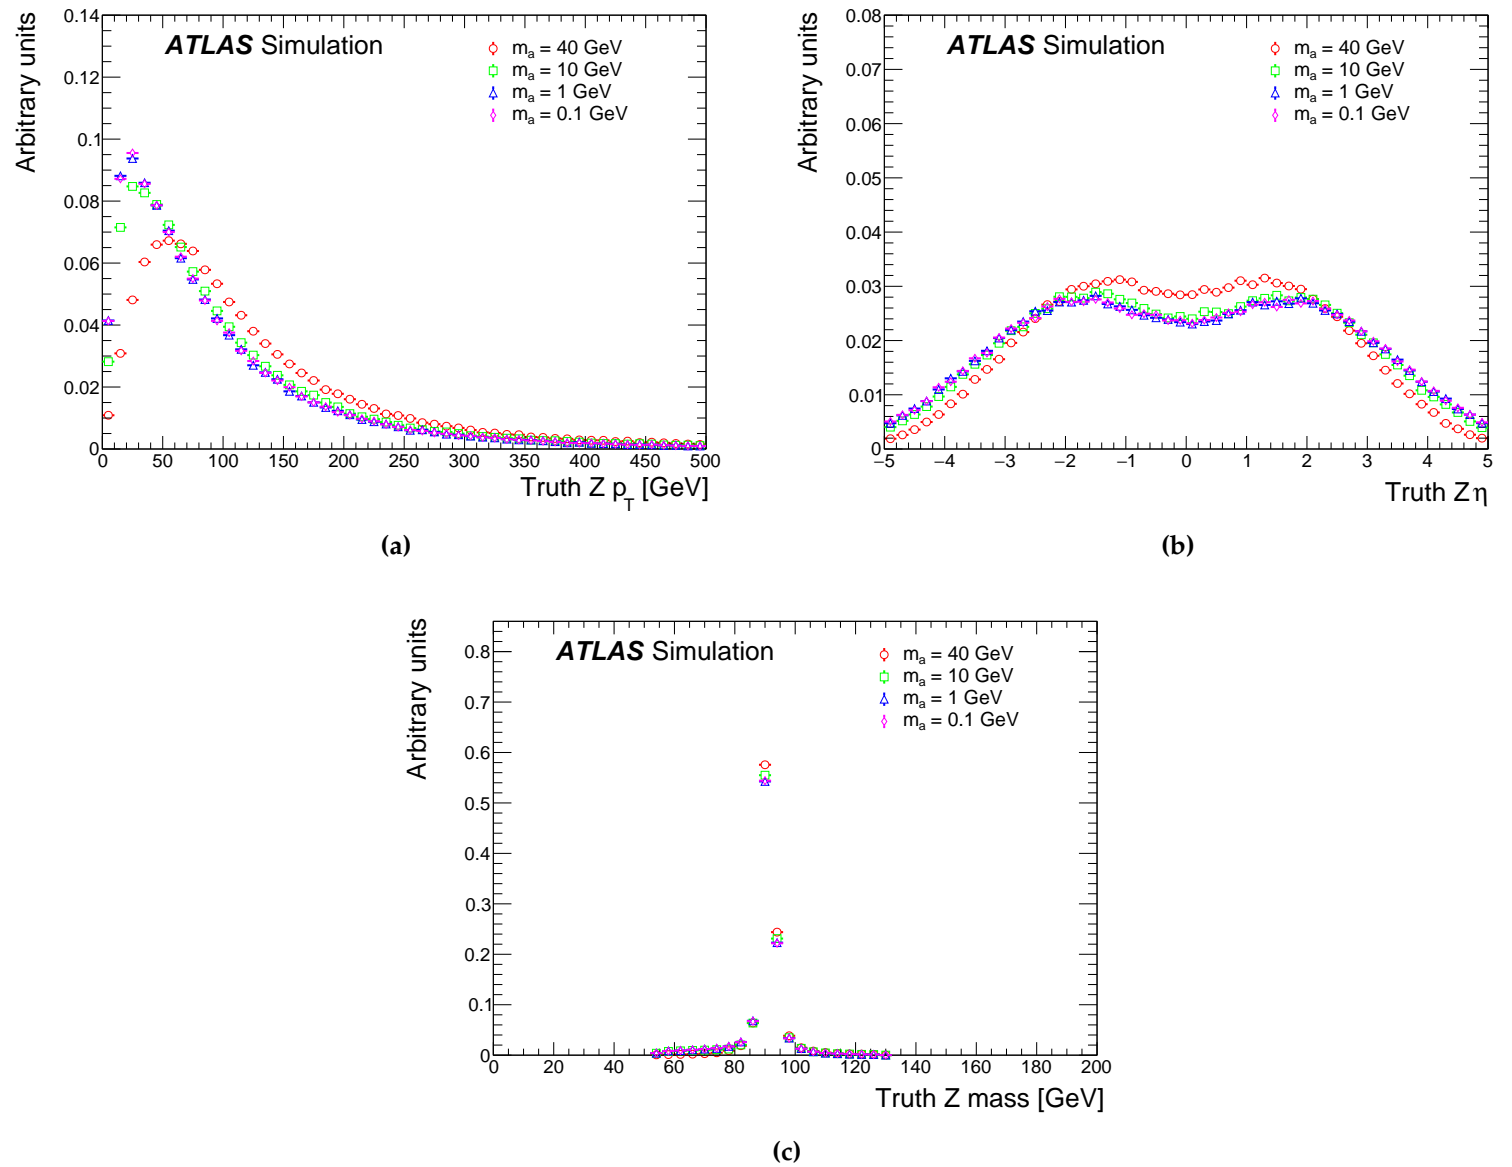 Arbitrary units
0.14
0.12
0.1
0.08
0.06
0.04
0.02
0
ATLAS Simulation
m_a = 40 GeV
m_a = 10 GeV
m_a = 1 GeV
m_a = 0.1 GeV
0 50 100 150 200 250 300 350 400 450 500
Truth Z p_T [GeV]
(a)
Arbitrary units
0.08
0.07
0.06
0.05
0.04
0.03
0.02
0.01
0
ATLAS Simulation
m_a = 40 GeV
m_a = 10 GeV
m_a = 1 GeV
m_a = 0.1 GeV
−5 −4 −3 −2 −1 0 1 2 3 4 5
Truth Z η
(b)
Arbitrary units
0.8
0.7
0.6
0.5
0.4
0.3
0.2
0.1
0
ATLAS Simulation
m_a = 40 GeV
m_a = 10 GeV
m_a = 1 GeV
m_a = 0.1 GeV
0 20 40 60 80 100 120 140 160 180 200
Truth Z mass [GeV]
(c)